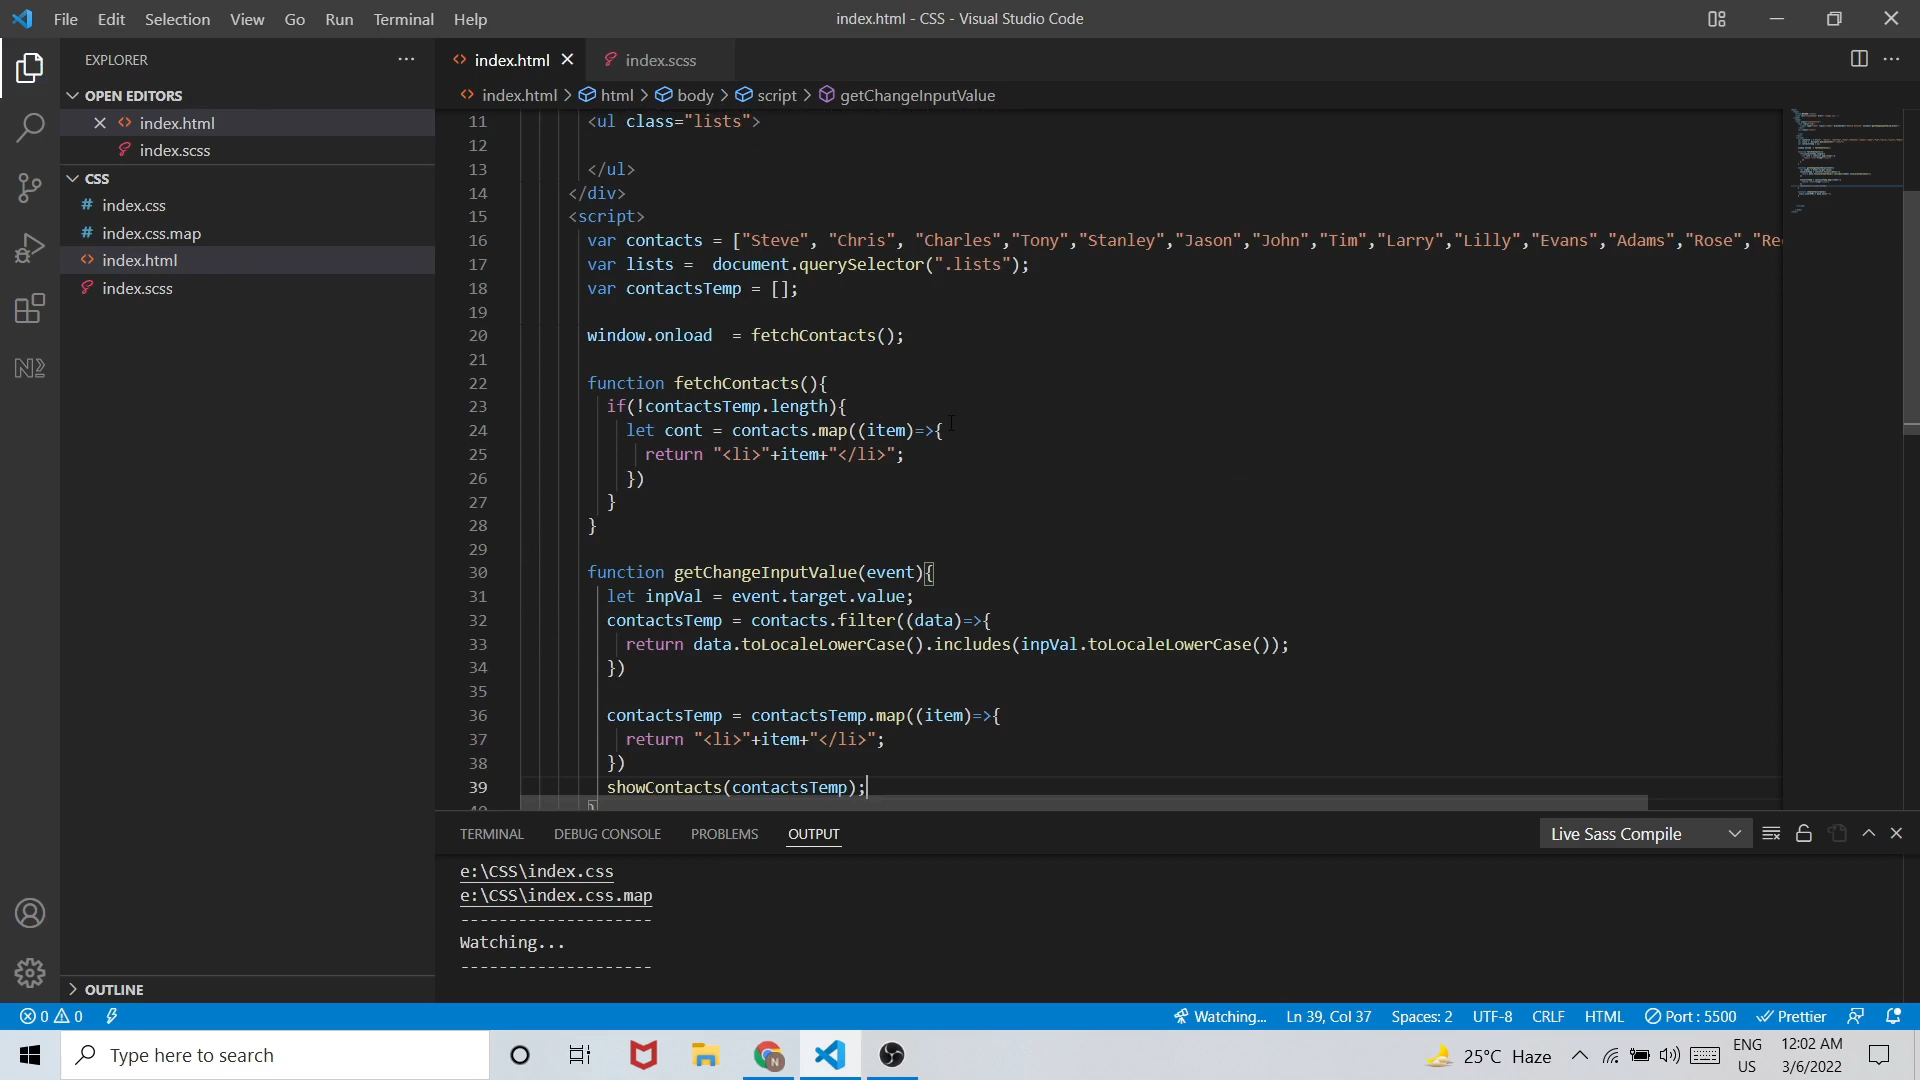 File Edit Selection View Go Run Terminal Help
index.html - CSS - Visual Studio Code
EXPLORER
index.html
index.scss
OPEN EDITORS
index.html > html > body > script > getChangeInputValue
index.html
index.scss
CSS
index.css
index.css.map
index.html
index.scss
11 <ul class="lists">
12
13 </ul>
14 </div>
15 <script>
16 var contacts = ["Steve", "Chris", "Charles","Tony","Stanley","Jason","John","Tim","Larry","Lilly","Evans","Adams","Rose","Re
17 var lists =  document.querySelector(".lists");
18 var contactsTemp = [];
19
20 window.onload  = fetchContacts();
21
22 function fetchContacts(){
23 if(!contactsTemp.length){
24 let cont = contacts.map((item)=>{
25 return "<li>"+item+"</li>";
26 })
27 }
28 }
29
30 function getChangeInputValue(event){
31 let inpVal = event.target.value;
32 contactsTemp = contacts.filter((data)=>{
33 return data.toLocaleLowerCase().includes(inpVal.toLocaleLowerCase());
34 })
35
36 contactsTemp = contactsTemp.map((item)=>{
37 return "<li>"+item+"</li>";
38 })
39 showContacts(contactsTemp);
40 }
TERMINAL DEBUG CONSOLE PROBLEMS OUTPUT
Live Sass Compile
e:\CSS\index.css
e:\CSS\index.css.map
--------------------
Watching...
--------------------
OUTLINE
0 0
Watching... Ln 39, Col 37 Spaces: 2 UTF-8 CRLF HTML Port : 5500 Prettier
Type here to search
N
25°C Haze
ENG
US
12:02 AM
3/6/2022